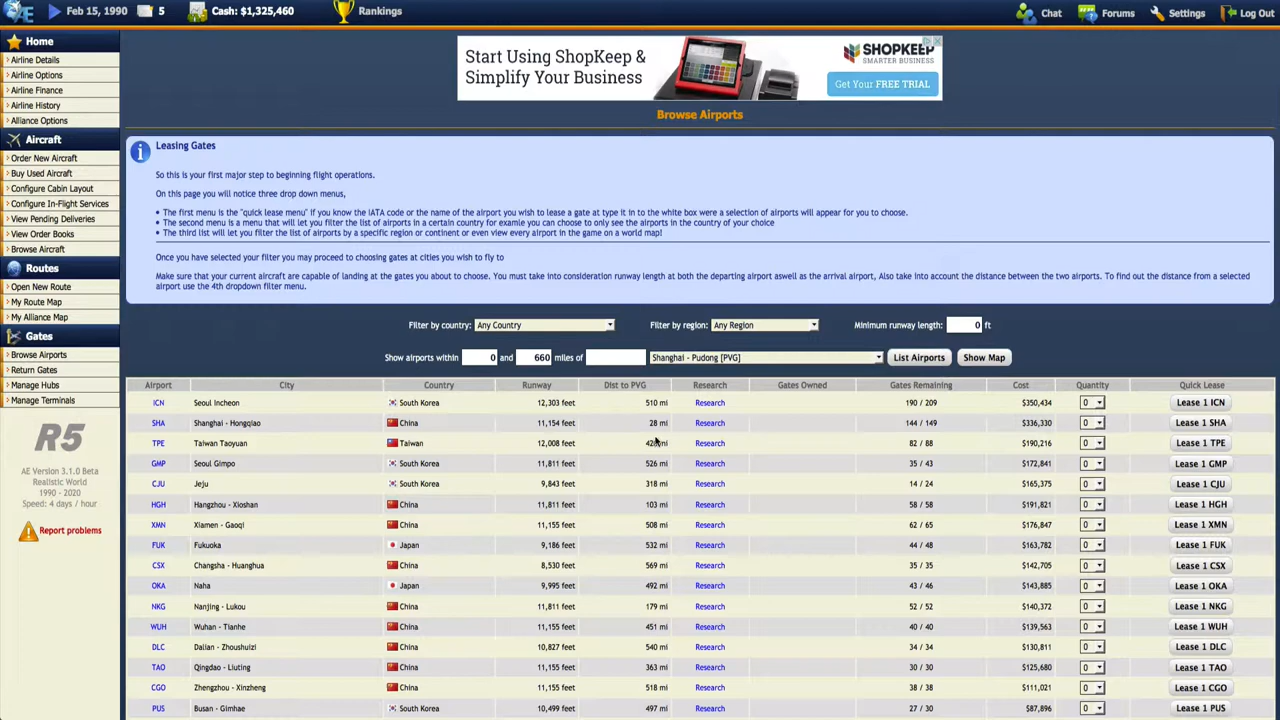 AE Feb 15, 1990 5 Cash: $1,325,460 Rankings Chat Forums Settings Log Out
Home
Airline Details
Airline Options
Airline Finance
Airline History
Alliance Options
Aircraft
Order New Aircraft
Buy Used Aircraft
Configure Cabin Layout
Configure In-Flight Services
View Pending Deliveries
View Order Books
Browse Aircraft
Routes
Open New Route
My Route Map
My Alliance Map
Gates
Browse Airports
Return Gates
Manage Hubs
Manage Terminals
R5
AE Version 3.1.0 Beta
Realistic World
1990 - 2020
Speed: 4 days / hour
Report problems
Start Using ShopKeep &
Simplify Your Business
SHOPKEEP
SMARTER BUSINESS
Get Your FREE TRIAL
Browse Airports
Leasing Gates
So this is your first major step to beginning flight operations.
On this page you will notice three drop down menus,
• The first menu is the "quick lease menu" if you know the IATA code or the name of the airport you wish to lease a gate at type it in to the white box were a selection of airports will appear for you to choose.
• The second menu is a menu that will let you filter the list of airports in a certain country for examle you can choose to only see the airports in the country of your choice
• The third list will let you filter the list of airports by a specific region or continent or even view every airport in the game on a world map!
Once you have selected your filter you may proceed to choosing gates at cities you wish to fly to
Make sure that your current aircraft are capable of landing at the gates you about to choose. You must take into consideration runway length at both the departing airport aswell as the arrival airport, Also take into account the distance between the two airports. To find out the distance from a selected
airport use the 4th dropdown filter menu.
Filter by country: Any Country Filter by region: Any Region Minimum runway length: 0 ft
Show airports within 0 and 660 miles of Shanghai - Pudong [PVG] List Airports Show Map
Airport City Country Runway Dist to PVG Research Gates Owned Gates Remaining Cost Quantity Quick Lease
ICN Seoul Incheon South Korea 12,303 feet 510 mi Research 190 / 209 $350,434 0 Lease 1 ICN
SHA Shanghai - Hongqiao China 11,154 feet 28 mi Research 144 / 149 $336,330 0 Lease 1 SHA
TPE Taiwan Taoyuan Taiwan 12,008 feet mi Research 82 / 88 $190,216 0 Lease 1 TPE
GMP Seoul Gimpo South Korea 11,811 feet 526 mi Research 35 / 43 $172,841 0 Lease 1 GMP
CJU Jeju South Korea 9,843 feet 318 mi Research 14 / 24 $165,375 0 Lease 1 CJU
HGH Hangzhou - Xioshan China 11,811 feet 103 mi Research 58 / 58 $191,821 0 Lease 1 HGH
XMN Xiamen - Gaoqi China 11,155 feet 508 mi Research 62 / 65 $176,847 0 Lease 1 XMN
FUK Fukuoka Japan 9,186 feet 532 mi Research 44 / 48 $163,782 0 Lease 1 FUK
CSX Changsha - Huanghua China 8,530 feet 569 mi Research 35 / 35 $142,705 0 Lease 1 CSX
OKA Naha Japan 9,995 feet 492 mi Research 43 / 46 $143,885 0 Lease 1 OKA
NKG Nanjing - Lukou China 11,811 feet 179 mi Research 52 / 52 $140,372 0 Lease 1 NKG
WUH Wuhan - Tianhe China 11,155 feet 451 mi Research 40 / 40 $139,563 0 Lease 1 WUH
DLC Dalian - Zhoushuizi China 10,827 feet 540 mi Research 34 / 34 $130,811 0 Lease 1 DLC
TAO Qingdao - Liuting China 11,155 feet 363 mi Research 30 / 30 $125,680 0 Lease 1 TAO
CGO Zhengzhou - Xinzheng China 11,155 feet 518 mi Research 38 / 38 $111,021 0 Lease 1 CGO
PUS Busan - Gimhae South Korea 10,499 feet 497 mi Research 27 / 30 $87,896 0 Lease 1 PUS